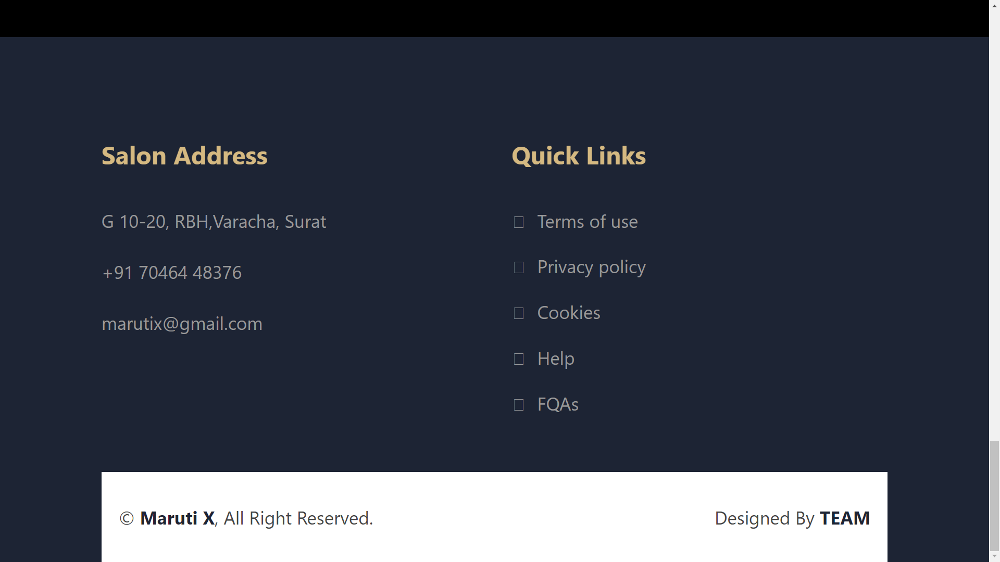 Salon Address
G 10-20, RBH,Varacha, Surat
+91 70464 48376
marutix@gmail.com
Quick Links
Terms of use
Privacy policy
Cookies
Help
FQAs
© Maruti X, All Right Reserved.
Designed By TEAM